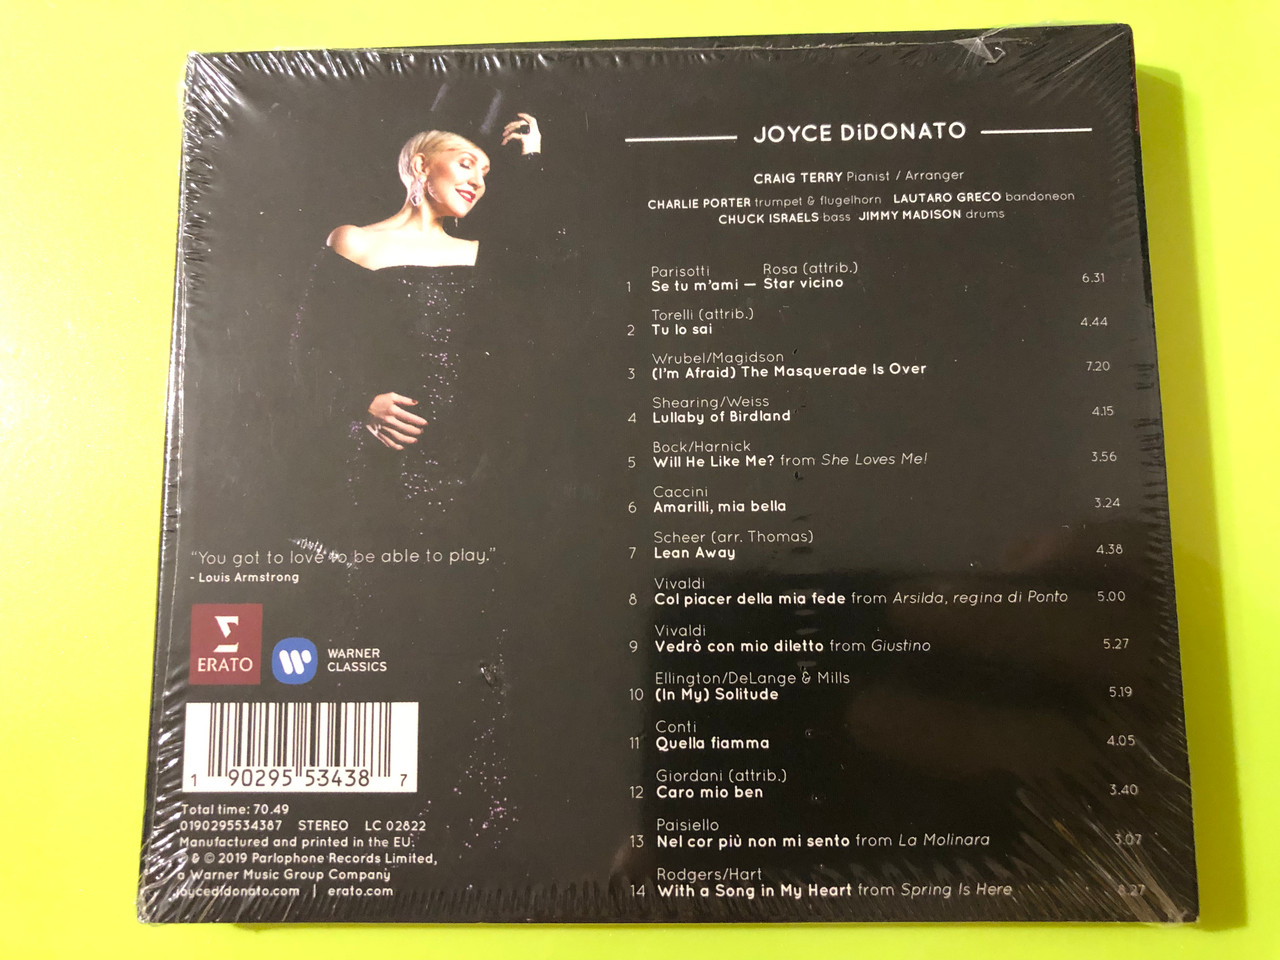 JOYCE DiDONATO
CRAIG TERRY Pianist / Arranger
CHARLIE PORTER trumpet & flugelhorn LAUTARO GRECO bandoneon
CHUCK ISRAELS bass JIMMY MADISON drums
Parisotti Rosa (attrib.)
1 Se tu m'ami — Star vicino 6.31
Torelli (attrib.)
2 Tu lo sai 4.44
Wrubel/Magidson
3 (I'm Afraid) The Masquerade Is Over 7.20
Shearing/Weiss
4 Lullaby of Birdland 4.15
Bock/Harnick
5 Will He Like Me? from She Loves Me! 3.56
Caccini
6 Amarilli, mia bella 3.24
Scheer (arr. Thomas)
7 Lean Away 4.38
Vivaldi
8 Col piacer della mia fede from Arsilda, regina di Ponto 5.00
Vivaldi
9 Vedrò con mio diletto from Giustino 5.27
Ellington/DeLange & Mills
10 (In My) Solitude 5.19
Conti
11 Quella fiamma 4.05
Giordani (attrib.)
12 Caro mio ben 3.40
Paisiello
13 Nel cor più non mi sento from La Molinara 3.07
Rodgers/Hart
14 With a Song in My Heart from Spring Is Here 8.27
"You got to love to be able to play."
- Louis Armstrong
ERATO
WARNER
CLASSICS
1 90295 53438 7
Total time: 70.49
0190295534387 STEREO LC 02822
Manufactured and printed in the EU.
℗ & © 2019 Parlophone Records Limited,
a Warner Music Group Company
joycedidonato.com | erato.com